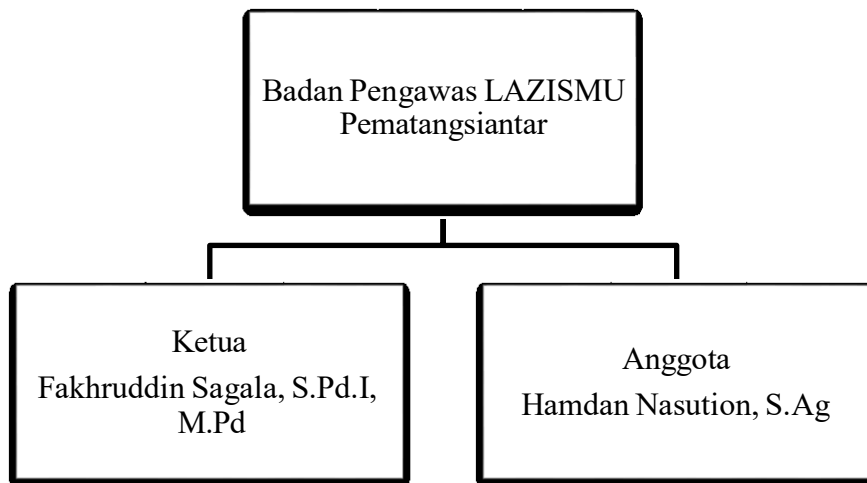 Badan Pengawas LAZISMU
Pematangsiantar
Ketua
Fakhruddin Sagala, S.Pd.I,
M.Pd
Anggota
Hamdan Nasution, S.Ag